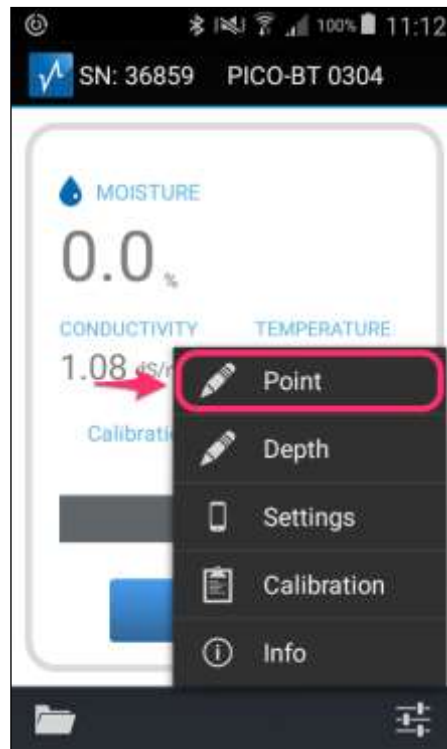 100% 11:12
SN: 36859 PICO-BT 0304
MOISTURE
0.0 %
CONDUCTIVITY TEMPERATURE
1.08
Point
Depth
Settings
Calibration
Info